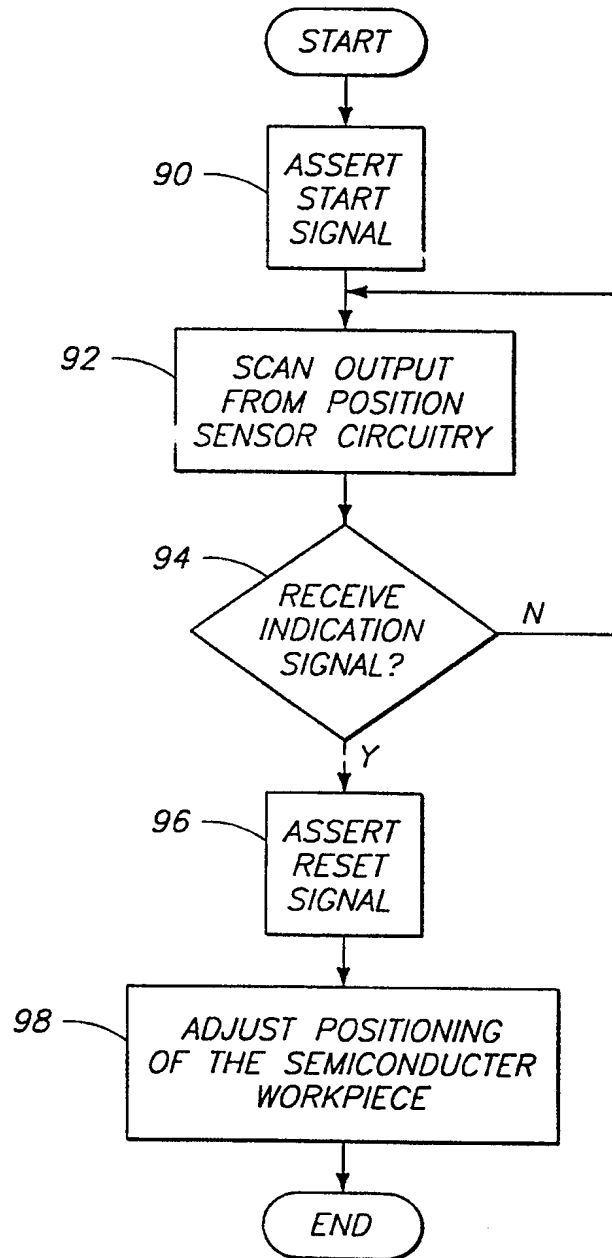 START
90
ASSERT
START
SIGNAL
92
SCAN OUTPUT
FROM POSITION
SENSOR CIRCUITRY
94
RECEIVE
INDICATION
SIGNAL?
N
Y
96
ASSERT
RESET
SIGNAL
98
ADJUST POSITIONING
OF THE SEMICONDUCTER
WORKPIECE
END